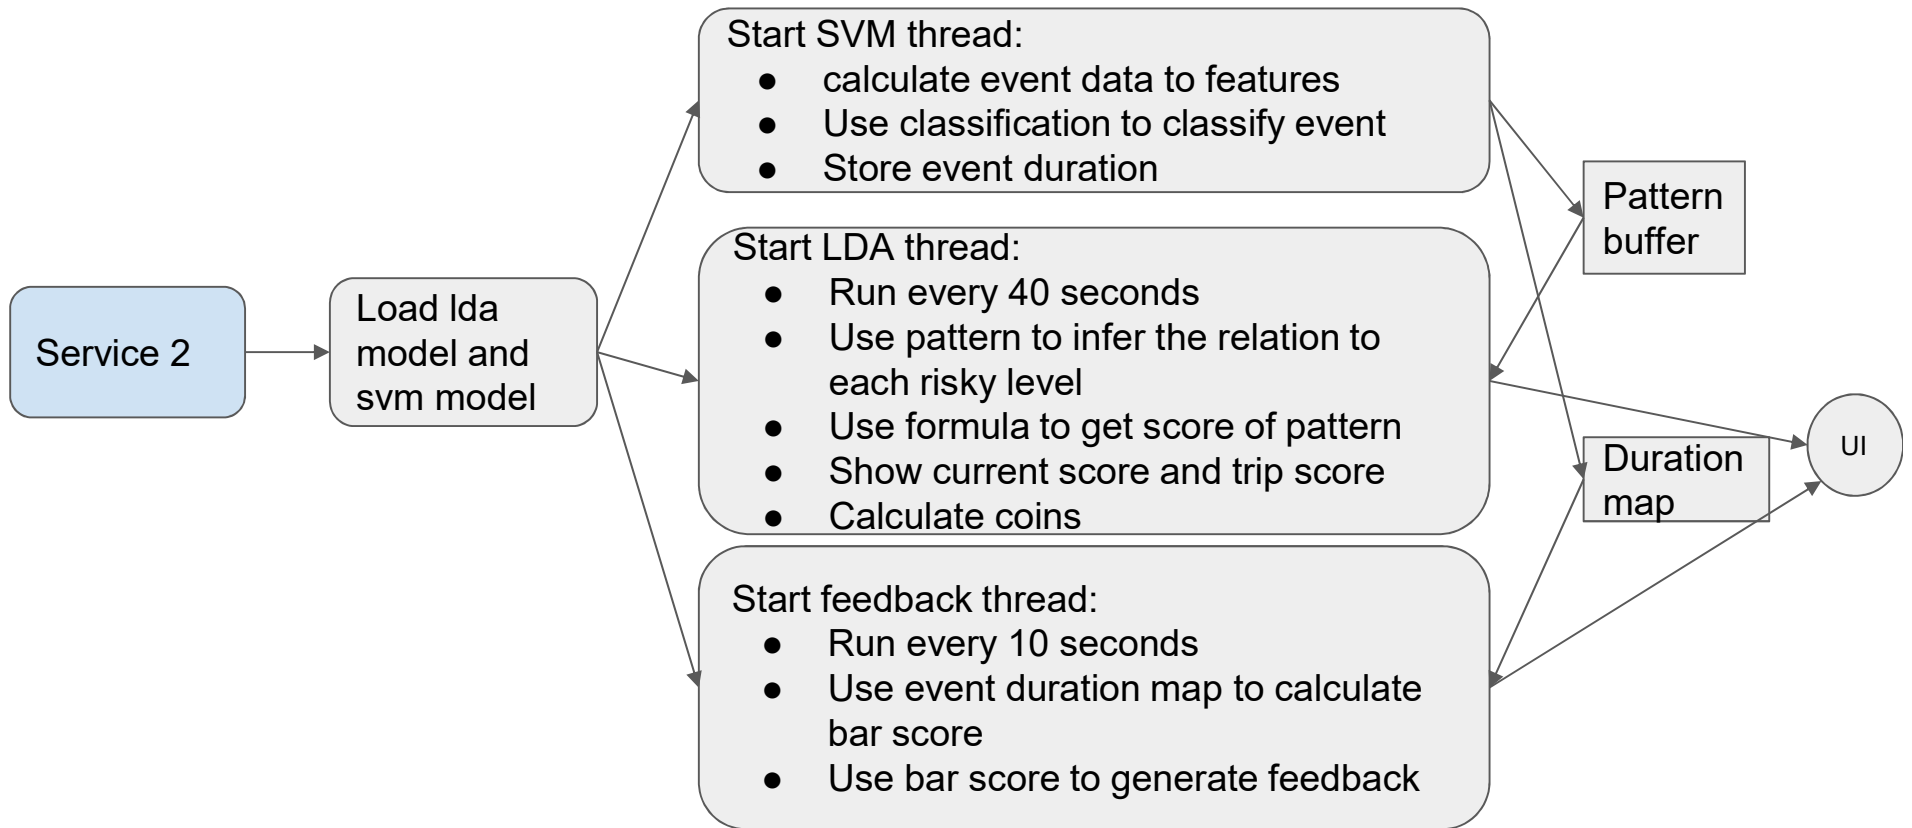 Start SVM thread:
● calculate event data to features
● Use classification to classify event
● Store event duration
Pattern
buffer
Start LDA thread:
● Run every 40 seconds
● Use pattern to infer the relation to
each risky level
● Use formula to get score of pattern
● Show current score and trip score
● Calculate coins
Service 2
Load lda
model and
svm model
UI
Duration
map
Start feedback thread:
● Run every 10 seconds
● Use event duration map to calculate
bar score
● Use bar score to generate feedback